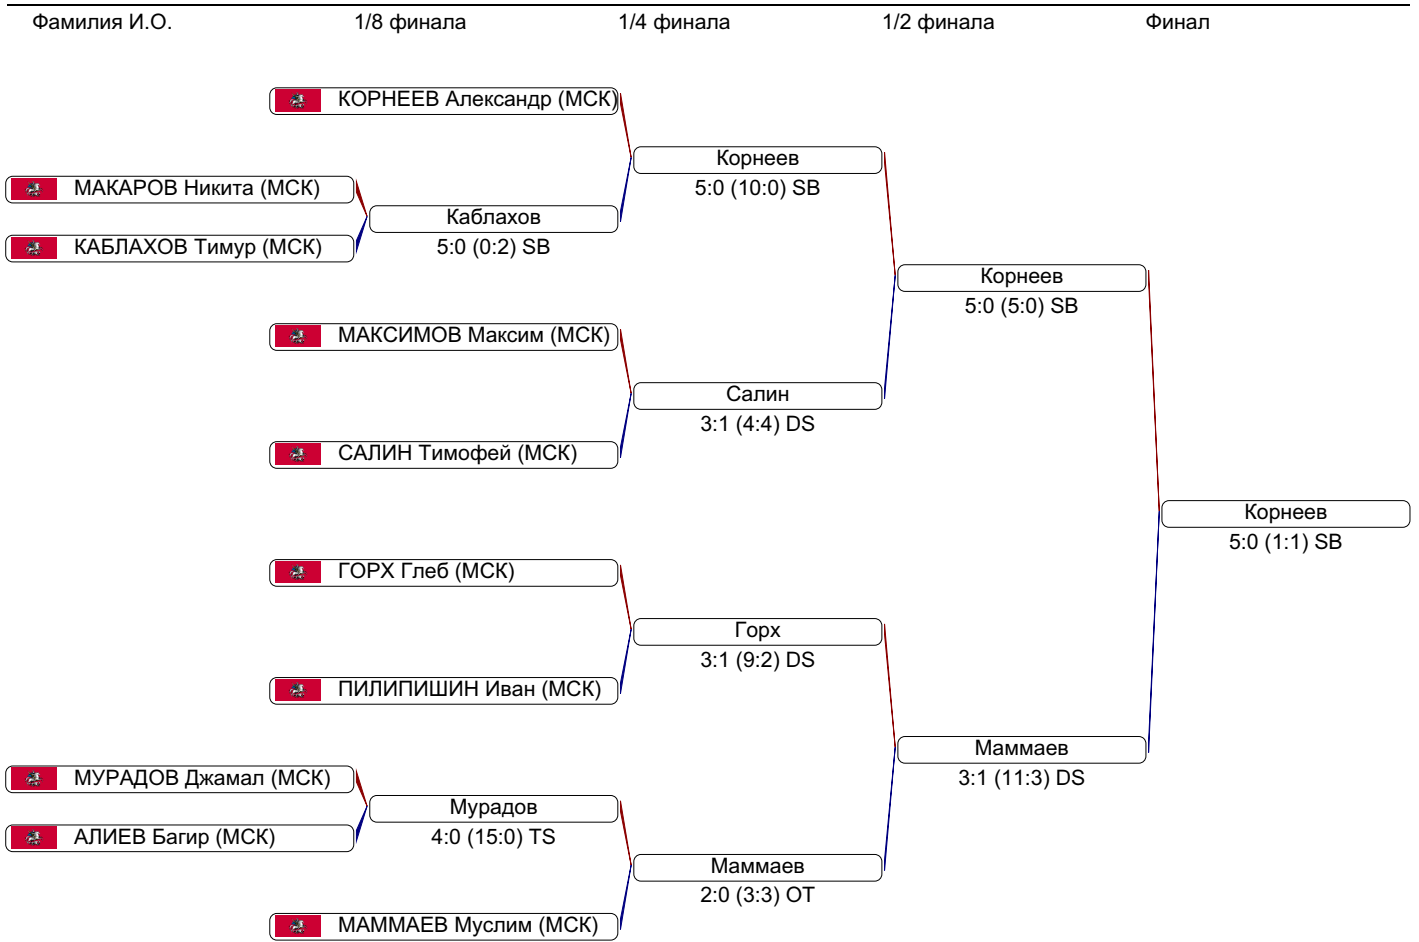 Фамилия И.О. 1/8 финала 1/4 финала 1/2 финала Финал
КОРНЕЕВ Александр (МСК)
Корнеев
МАКАРОВ Никита (МСК) 5:0 (10:0) SB
Каблахов
КАБЛАХОВ Тимур (МСК) 5:0 (0:2) SB
Корнеев
5:0 (5:0) SB
МАКСИМОВ Максим (МСК)
Салин
3:1 (4:4) DS
САЛИН Тимофей (МСК)
Корнеев
5:0 (1:1) SB
ГОРХ Глеб (МСК)
Горх
3:1 (9:2) DS
ПИЛИПИШИН Иван (МСК)
Маммаев
МУРАДОВ Джамал (МСК) 3:1 (11:3) DS
Мурадов
АЛИЕВ Багир (МСК) 4:0 (15:0) TS
Маммаев
2:0 (3:3) OT
МАММАЕВ Муслим (МСК)